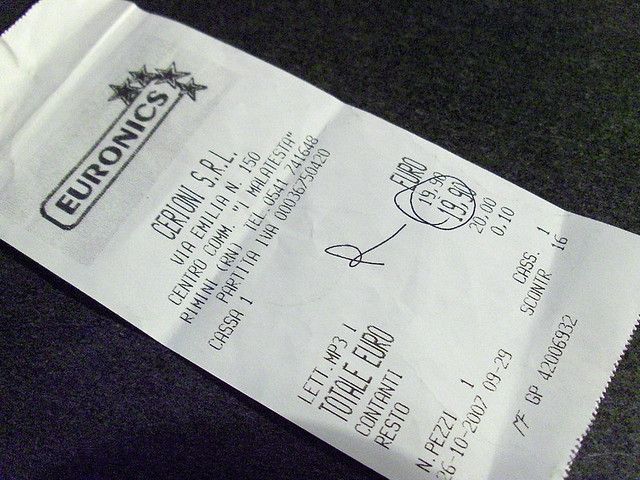 EURONICS
CERIONI S.R.L.
VIA EMILIA N. 150
CENTRO COMM. "I MALATESTA"
RIMINI (RN) TEL.0541 741648
PARTITA IVA 00036750420
CASSA 1
EURO
LETT.MP3 I 19,90
TOTALE EURO 19,90
CONTANTI 20,00
RESTO 0,10
N.PEZZI 1 CASS. 1
26-10-2007 09-29 SCONTR 16
MF GP 42006932